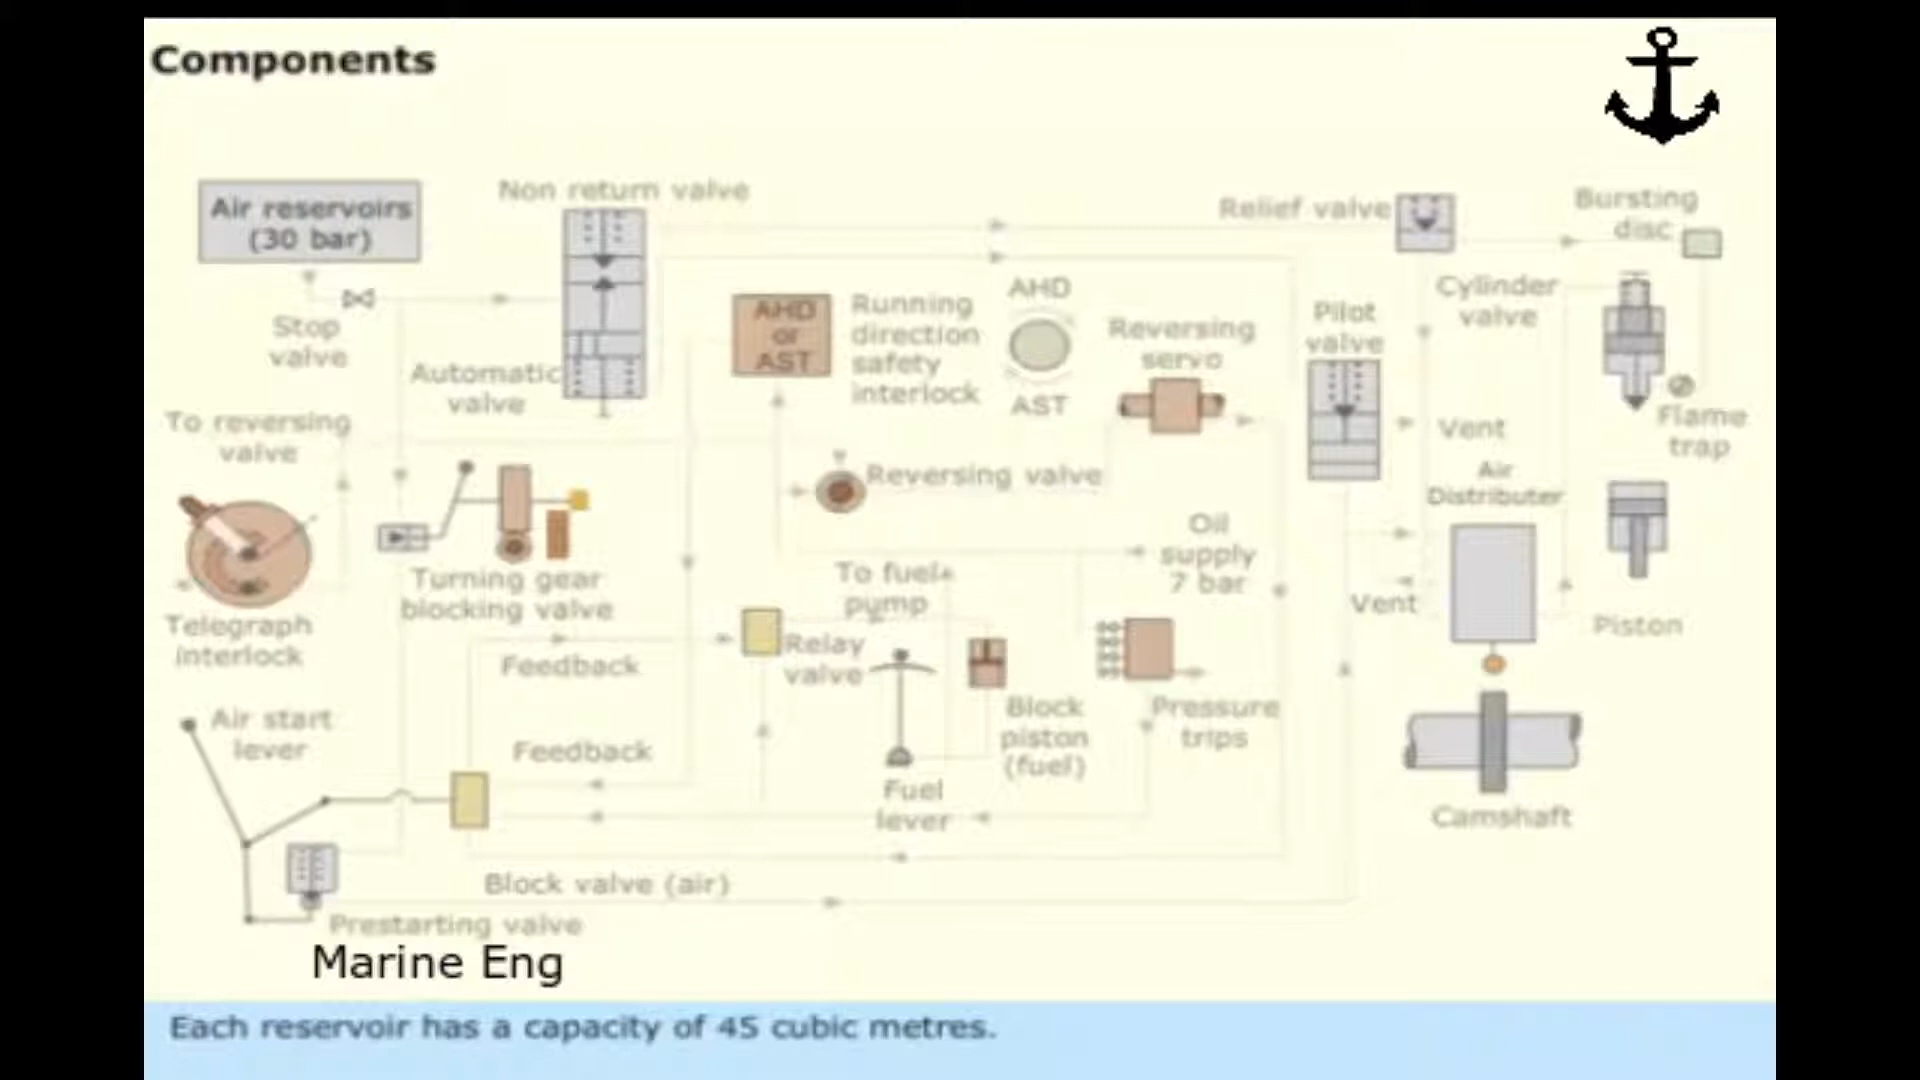 Components
Air reservoirs
(30 bar)
Non return valve
Relief valve
Bursting
disc
Stop
valve
Automatic
valve
AHD
or
AST
Running
direction
safety
interlock
AHD
AST
Reversing
servo
Pilot
valve
Cylinder
valve
Flame
trap
To reversing
valve
Vent
Reversing valve
Air
Distributer
Turning gear
blocking valve
Oil
supply
7 bar
To fuel
pump
Vent
Telegraph
interlock
Feedback
Relay
valve
Piston
Air start
lever
Feedback
Block
piston
(fuel)
Pressure
trips
Fuel
lever
Camshaft
Block valve (air)
Prestarting valve
Marine Eng
Each reservoir has a capacity of 45 cubic metres.